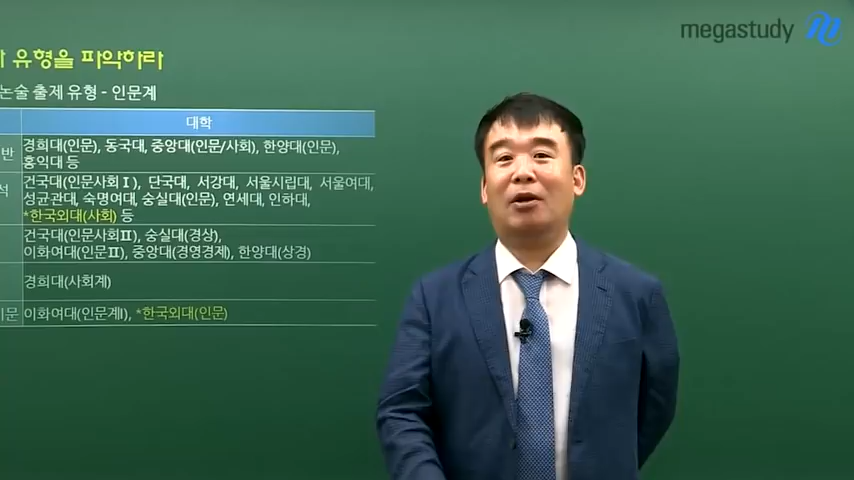 megastudy
유형을 파악하라
논술 출제 유형 - 인문계
대학
반
경희대(인문), 동국대, 중앙대(인문/사회), 한양대(인문),
홍익대 등
석
건국대(인문사회Ⅰ), 단국대, 서강대, 서울시립대, 서울여대,
성균관대, 숙명여대, 숭실대(인문), 연세대, 인하대,
*한국외대(사회) 등
건국대(인문사회Ⅱ), 숭실대(경상),
이화여대(인문Ⅱ), 중앙대(경영경제), 한양대(상경)
경희대(사회계)
이화여대(인문계Ⅰ), *한국외대(인문)